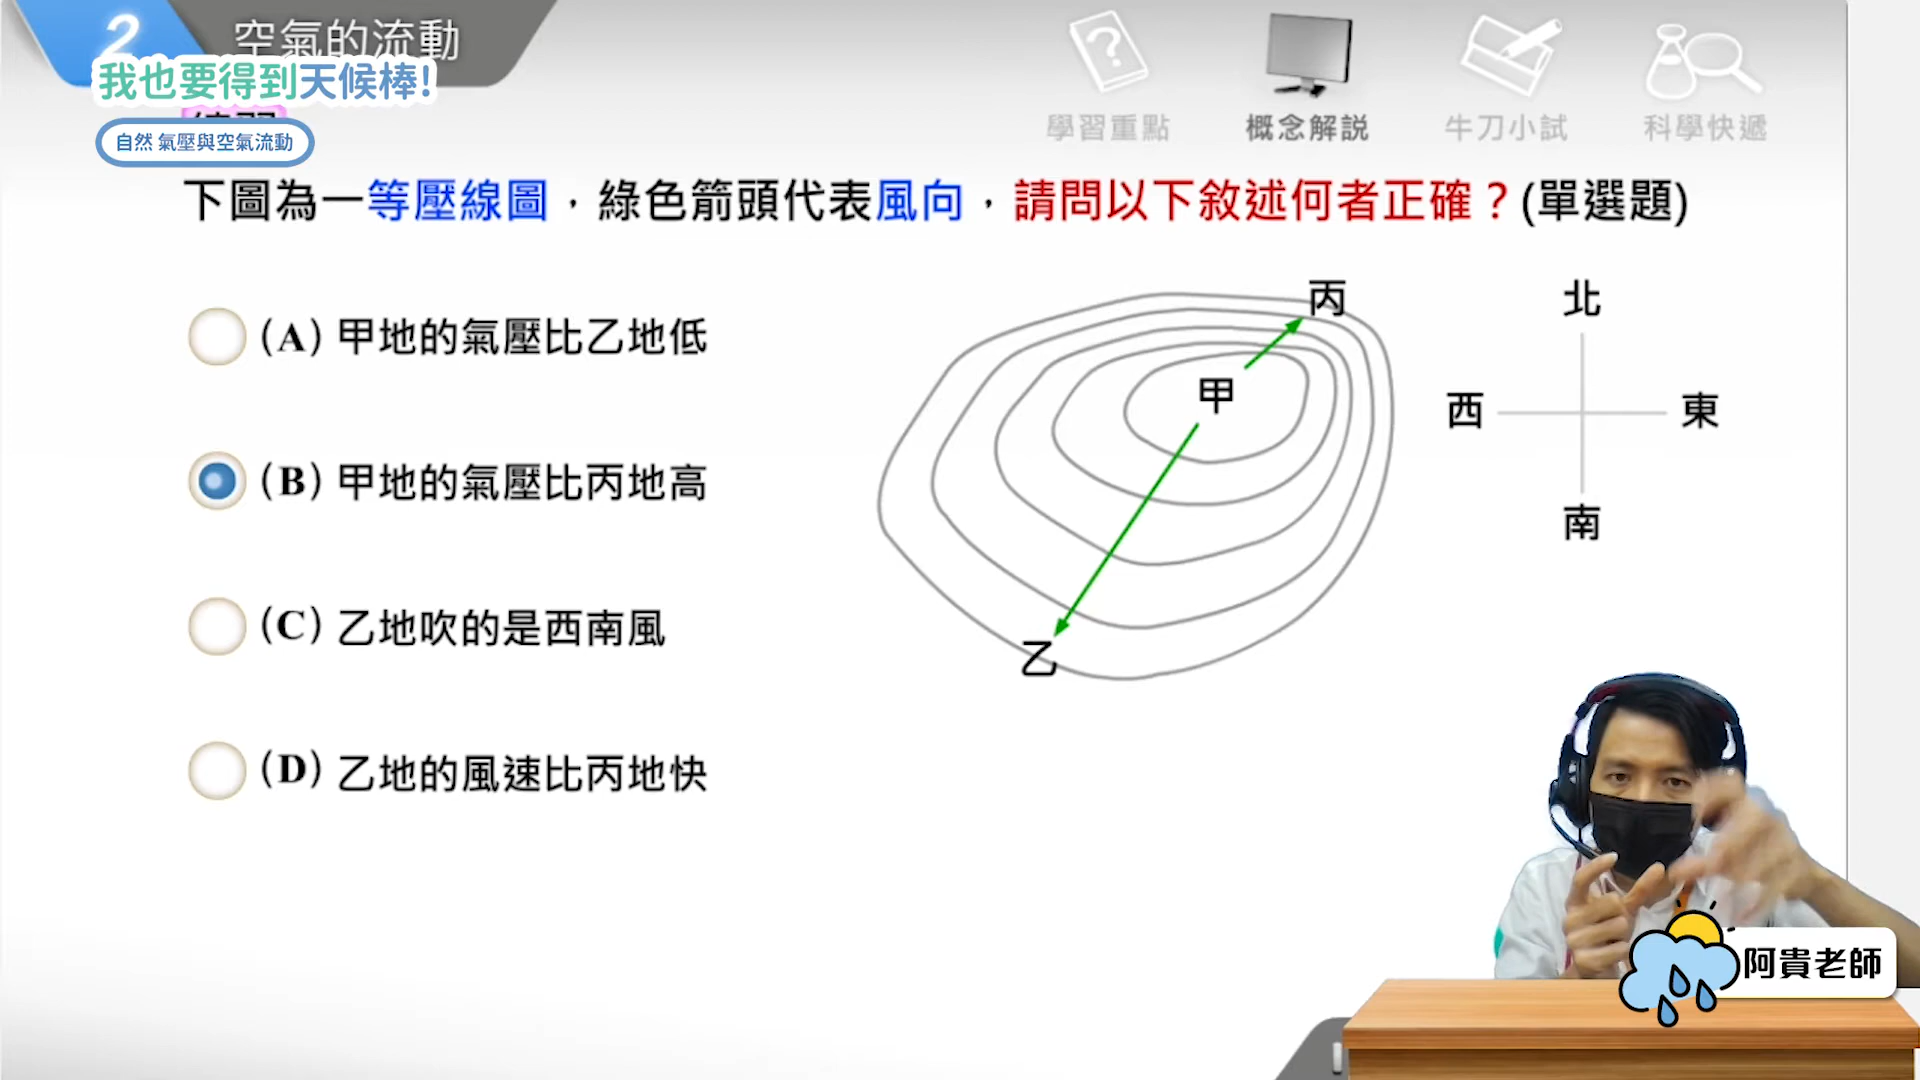 2
空氣的流動
我也要得到天候棒!
自然 氣壓與空氣流動
學習重點
概念解說
牛刀小試
科學快遞
下圖為一等壓線圖，綠色箭頭代表風向，請問以下敘述何者正確？(單選題)
(A) 甲地的氣壓比乙地低
(B) 甲地的氣壓比丙地高
(C) 乙地吹的是西南風
(D) 乙地的風速比丙地快
丙
甲
乙
北
西
東
南
阿貴老師